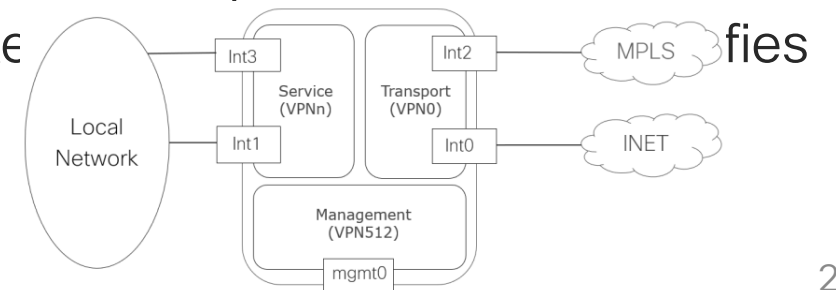 fies
Int3
Int2
MPLS
Service
(VPNn)
Transport
(VPN0)
Local
Network
Int1
Int0
INET
Management
(VPN512)
mgmt0
2